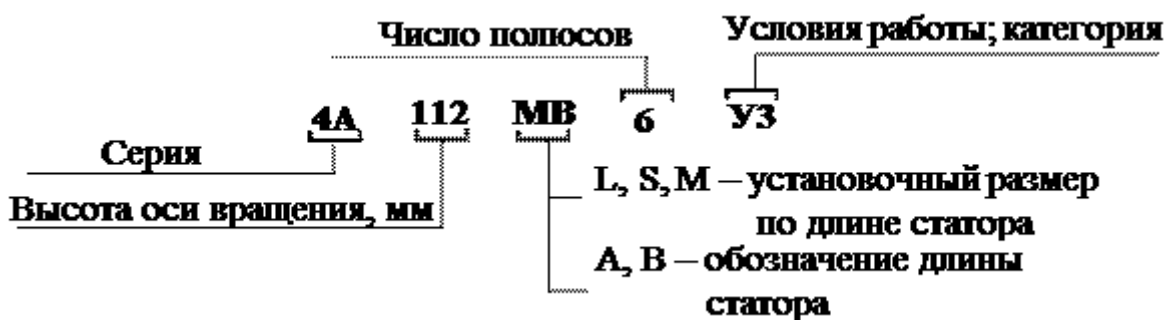 Число полюсов
Условия работы; категория
4А 112 МВ 6 У3
Серия
L, S, M – установочный размер
Высота оси вращения, мм
по длине статора
А, В – обозначение длины
статора